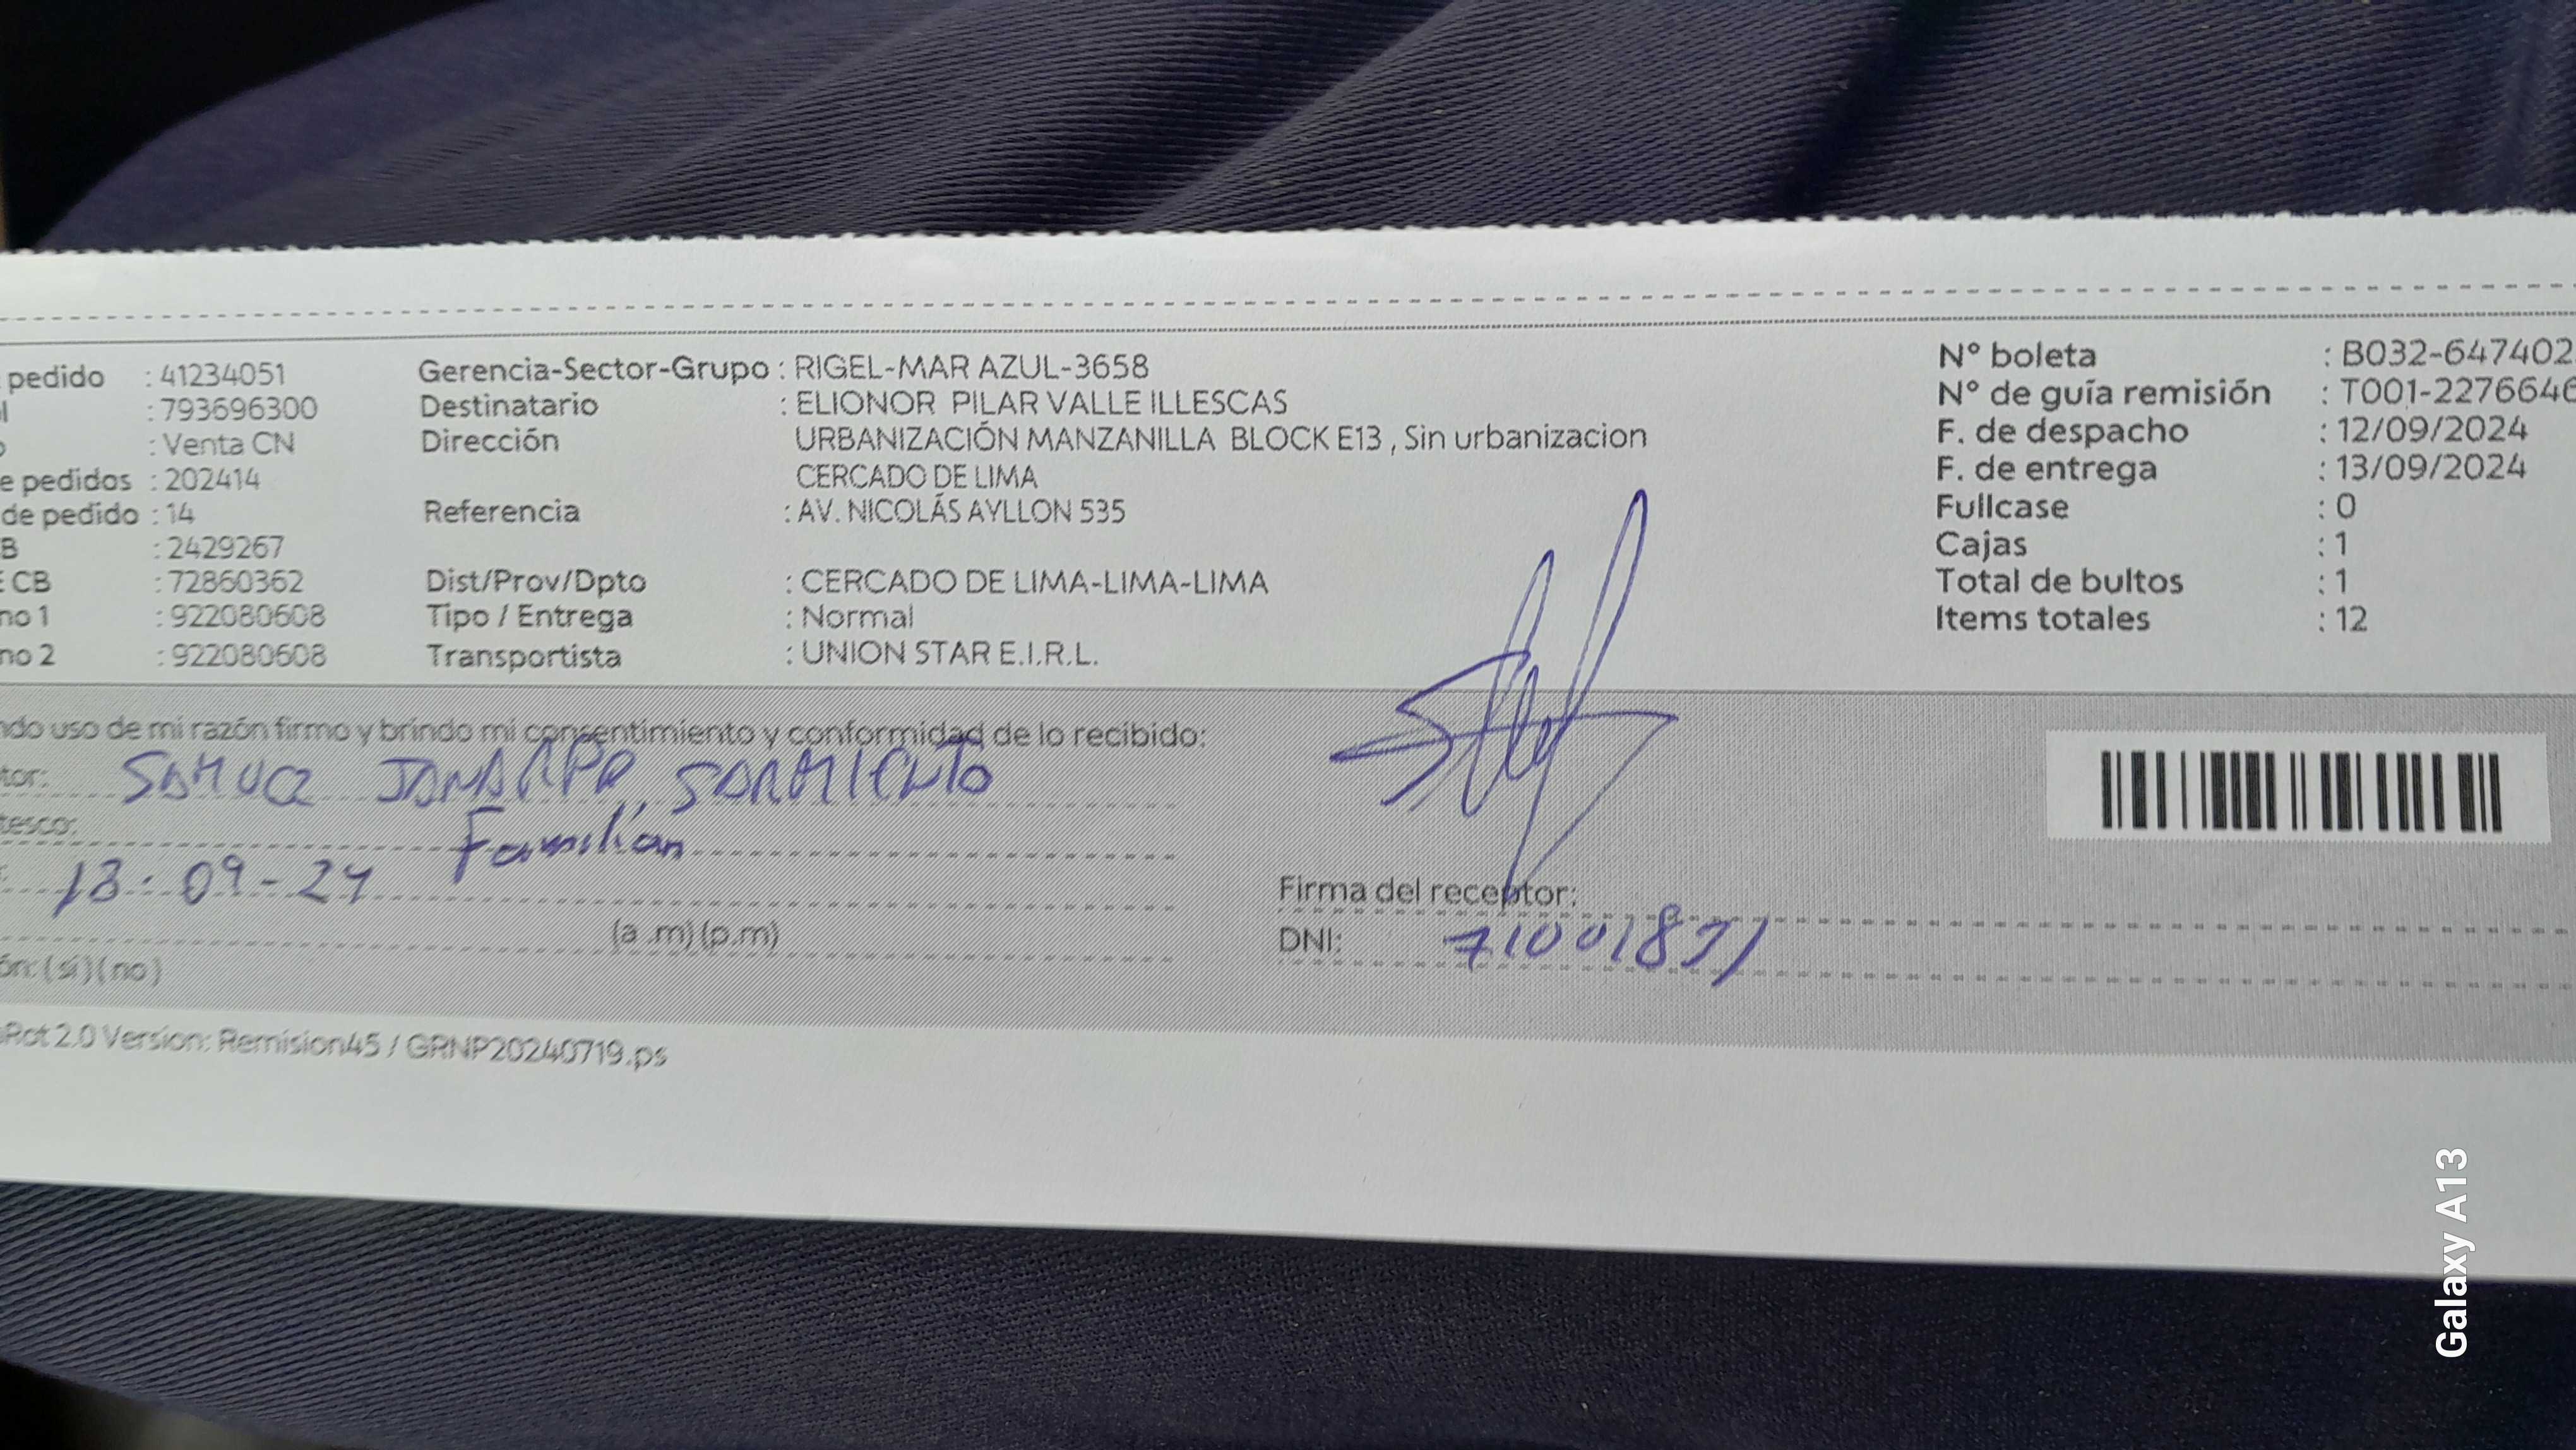 pedido : 41234051
: 793696300
: Venta CN
e pedidos : 202414
de pedido : 14
B : 2429267
CB : 72860362
no 1 : 922080608
no 2 : 922080608
Gerencia-Sector-Grupo : RIGEL-MAR AZUL-3658
Destinatario : ELIONOR PILAR VALLE ILLESCAS
Dirección URBANIZACIÓN MANZANILLA BLOCK E13 , Sin urbanizacion
CERCADO DE LIMA
Referencia : AV. NICOLÁS AYLLON 535
Dist/Prov/Dpto : CERCADO DE LIMA-LIMA-LIMA
Tipo / Entrega : Normal
Transportista : UNION STAR E.I.R.L.
N° boleta : B032-647402
N° de guía remisión : T001-2276646
F. de despacho : 12/09/2024
F. de entrega : 13/09/2024
Fullcase : 0
Cajas : 1
Total de bultos : 1
Items totales : 12
ndo uso de mi razón firmo y brindo mi consentimiento y conformidad de lo recibido:
tor: SAMUEL SARMIENTO
tesco: Familiar
13-09-24
(a .m) (p.m)
ón: (si) (no)
Firma del receptor:
DNI:
Rot 2.0 Version: Remision45 / GRNP20240719.ps
Galaxy A13